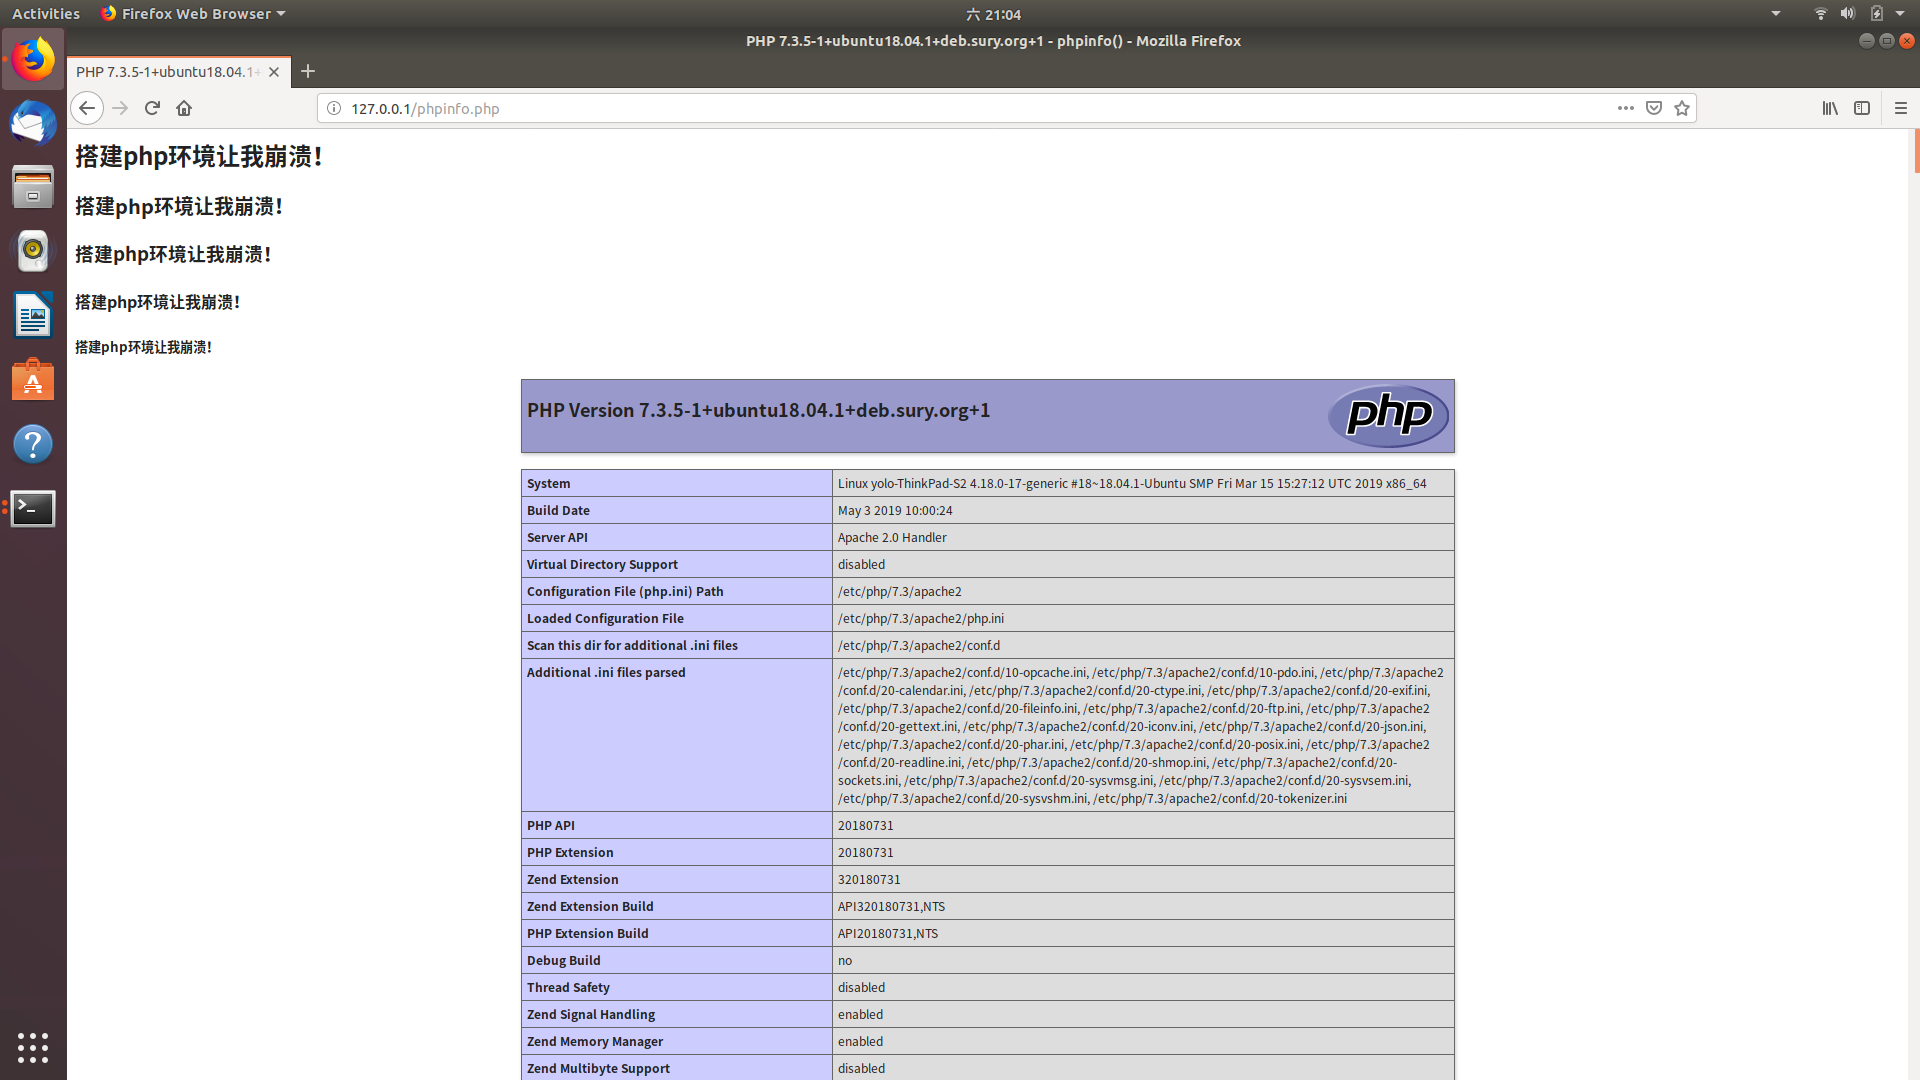 Activities
Firefox Web Browser
六 21:04
PHP 7.3.5-1+ubuntu18.04.1+deb.sury.org+1 - phpinfo() - Mozilla Firefox
PHP 7.3.5-1+ubuntu18.04.1+
127.0.0.1/phpinfo.php
搭建php环境让我崩溃！
搭建php环境让我崩溃！
搭建php环境让我崩溃！
搭建php环境让我崩溃！
搭建php环境让我崩溃！
PHP Version 7.3.5-1+ubuntu18.04.1+deb.sury.org+1
php
System Linux yolo-ThinkPad-S2 4.18.0-17-generic #18~18.04.1-Ubuntu SMP Fri Mar 15 15:27:12 UTC 2019 x86_64
Build Date May 3 2019 10:00:24
Server API Apache 2.0 Handler
Virtual Directory Support disabled
Configuration File (php.ini) Path /etc/php/7.3/apache2
Loaded Configuration File /etc/php/7.3/apache2/php.ini
Scan this dir for additional .ini files /etc/php/7.3/apache2/conf.d
Additional .ini files parsed /etc/php/7.3/apache2/conf.d/10-opcache.ini, /etc/php/7.3/apache2/conf.d/10-pdo.ini, /etc/php/7.3/apache2
/conf.d/20-calendar.ini, /etc/php/7.3/apache2/conf.d/20-ctype.ini, /etc/php/7.3/apache2/conf.d/20-exif.ini,
/etc/php/7.3/apache2/conf.d/20-fileinfo.ini, /etc/php/7.3/apache2/conf.d/20-ftp.ini, /etc/php/7.3/apache2
/conf.d/20-gettext.ini, /etc/php/7.3/apache2/conf.d/20-iconv.ini, /etc/php/7.3/apache2/conf.d/20-json.ini,
/etc/php/7.3/apache2/conf.d/20-phar.ini, /etc/php/7.3/apache2/conf.d/20-posix.ini, /etc/php/7.3/apache2
/conf.d/20-readline.ini, /etc/php/7.3/apache2/conf.d/20-shmop.ini, /etc/php/7.3/apache2/conf.d/20-
sockets.ini, /etc/php/7.3/apache2/conf.d/20-sysvmsg.ini, /etc/php/7.3/apache2/conf.d/20-sysvsem.ini,
/etc/php/7.3/apache2/conf.d/20-sysvshm.ini, /etc/php/7.3/apache2/conf.d/20-tokenizer.ini
PHP API 20180731
PHP Extension 20180731
Zend Extension 320180731
Zend Extension Build API320180731,NTS
PHP Extension Build API20180731,NTS
Debug Build no
Thread Safety disabled
Zend Signal Handling enabled
Zend Memory Manager enabled
Zend Multibyte Support disabled